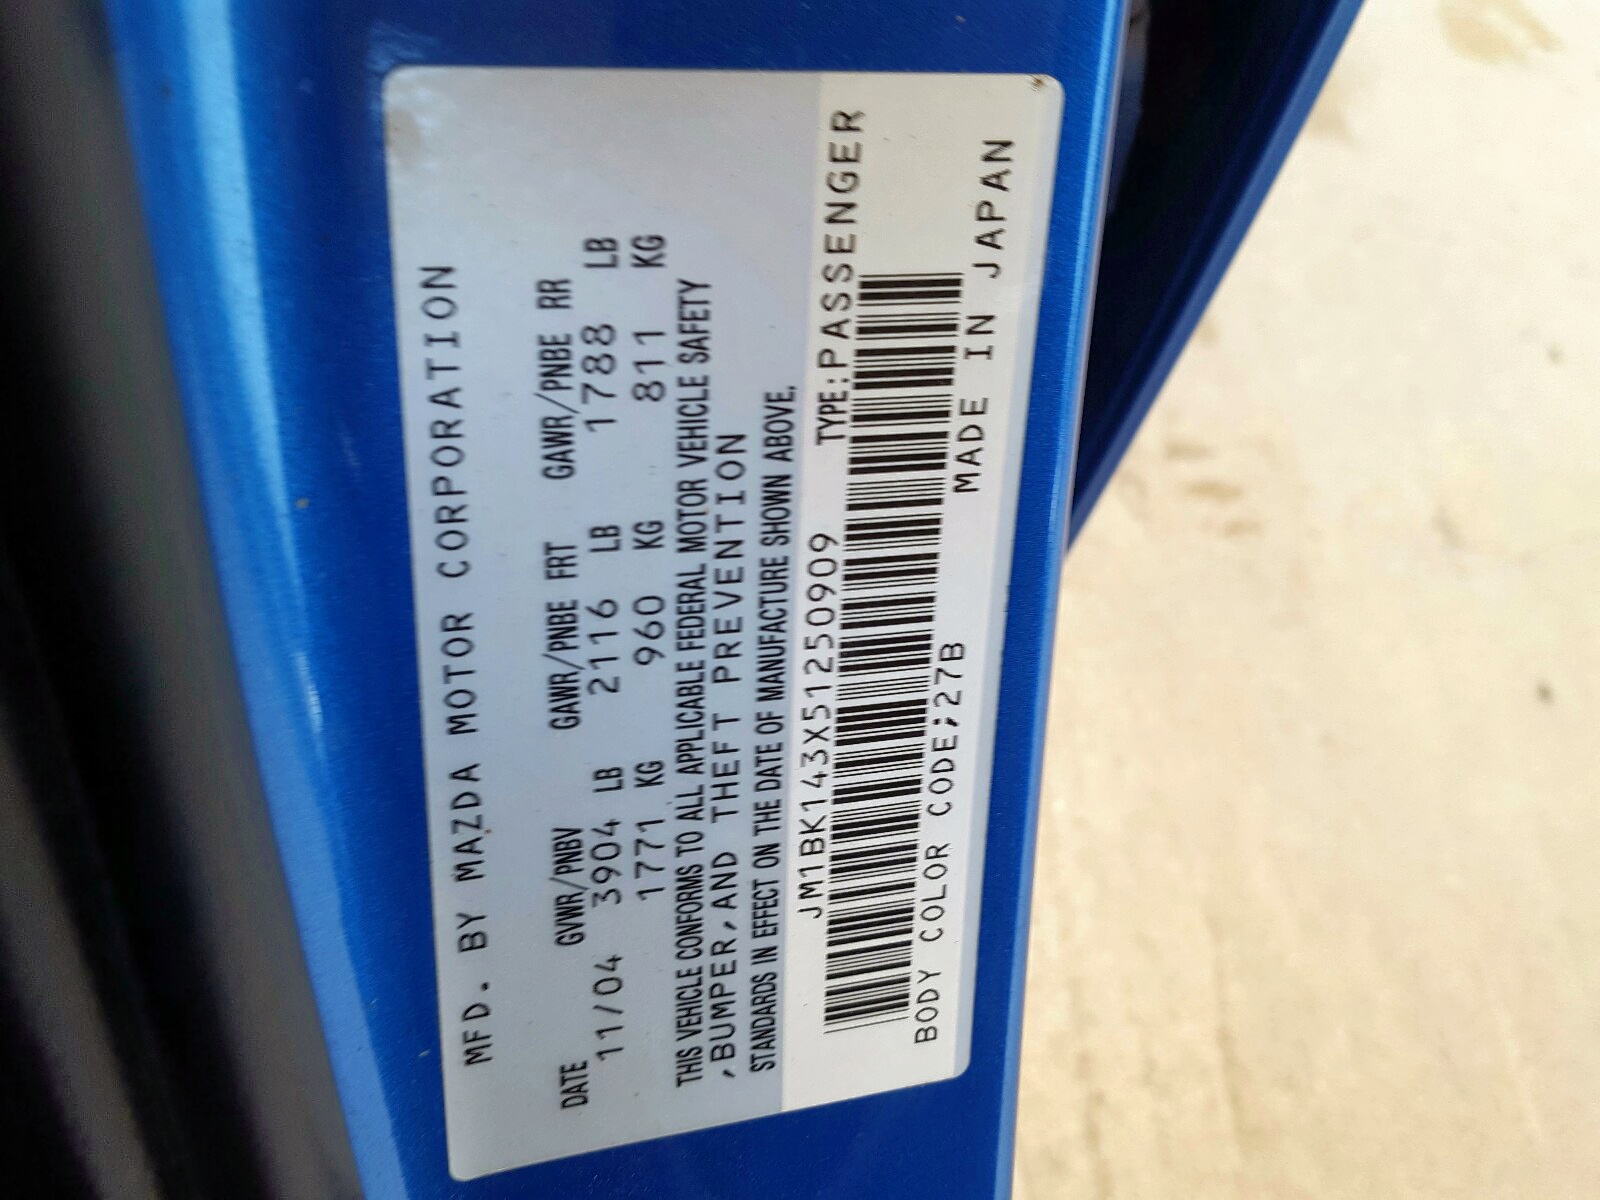 MFD. BY MAZDA MOTOR CORPORATION
DATE GVWR/PNBV GAWR/PNBE FRT GAWR/PNBE RR
11/04 3904 LB 2116 LB 1788 LB
1771 KG 960 KG 811 KG
THIS VEHICLE CONFORMS TO ALL APPLICABLE FEDERAL MOTOR VEHICLE SAFETY
,BUMPER,AND THEFT PREVENTION
STANDARDS IN EFFECT ON THE DATE OF MANUFACTURE SHOWN ABOVE.
JM1BK143X51250909 TYPE:PASSENGER
BODY COLOR CODE;27B MADE IN JAPAN